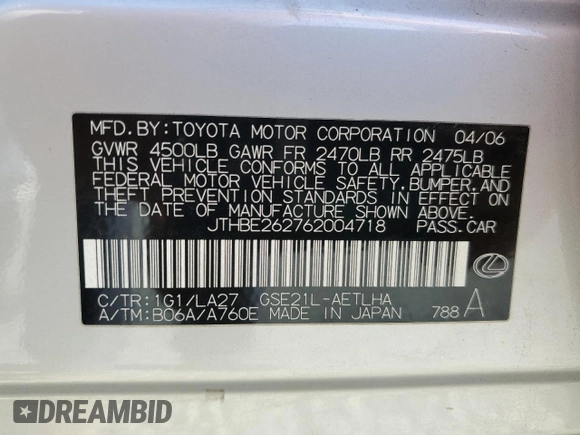 MFD.BY:TOYOTA MOTOR CORPORATION 04/06
GVWR 4500LB GAWR FR 2470LB RR 2475LB
THIS VEHICLE CONFORMS TO ALL APPLICABLE
FEDERAL MOTOR VEHICLE SAFETY,BUMPER,AND
THEFT PREVENTION STANDARDS IN EFFECT ON
THE DATE OF MANUFACTURE SHOWN ABOVE.
JTHBE262762004718 PASS.CAR
C/TR:1G1/LA27 GSE21L-AETLHA
A/TM:B06A/A760E MADE IN JAPAN 788 A
DREAMBID